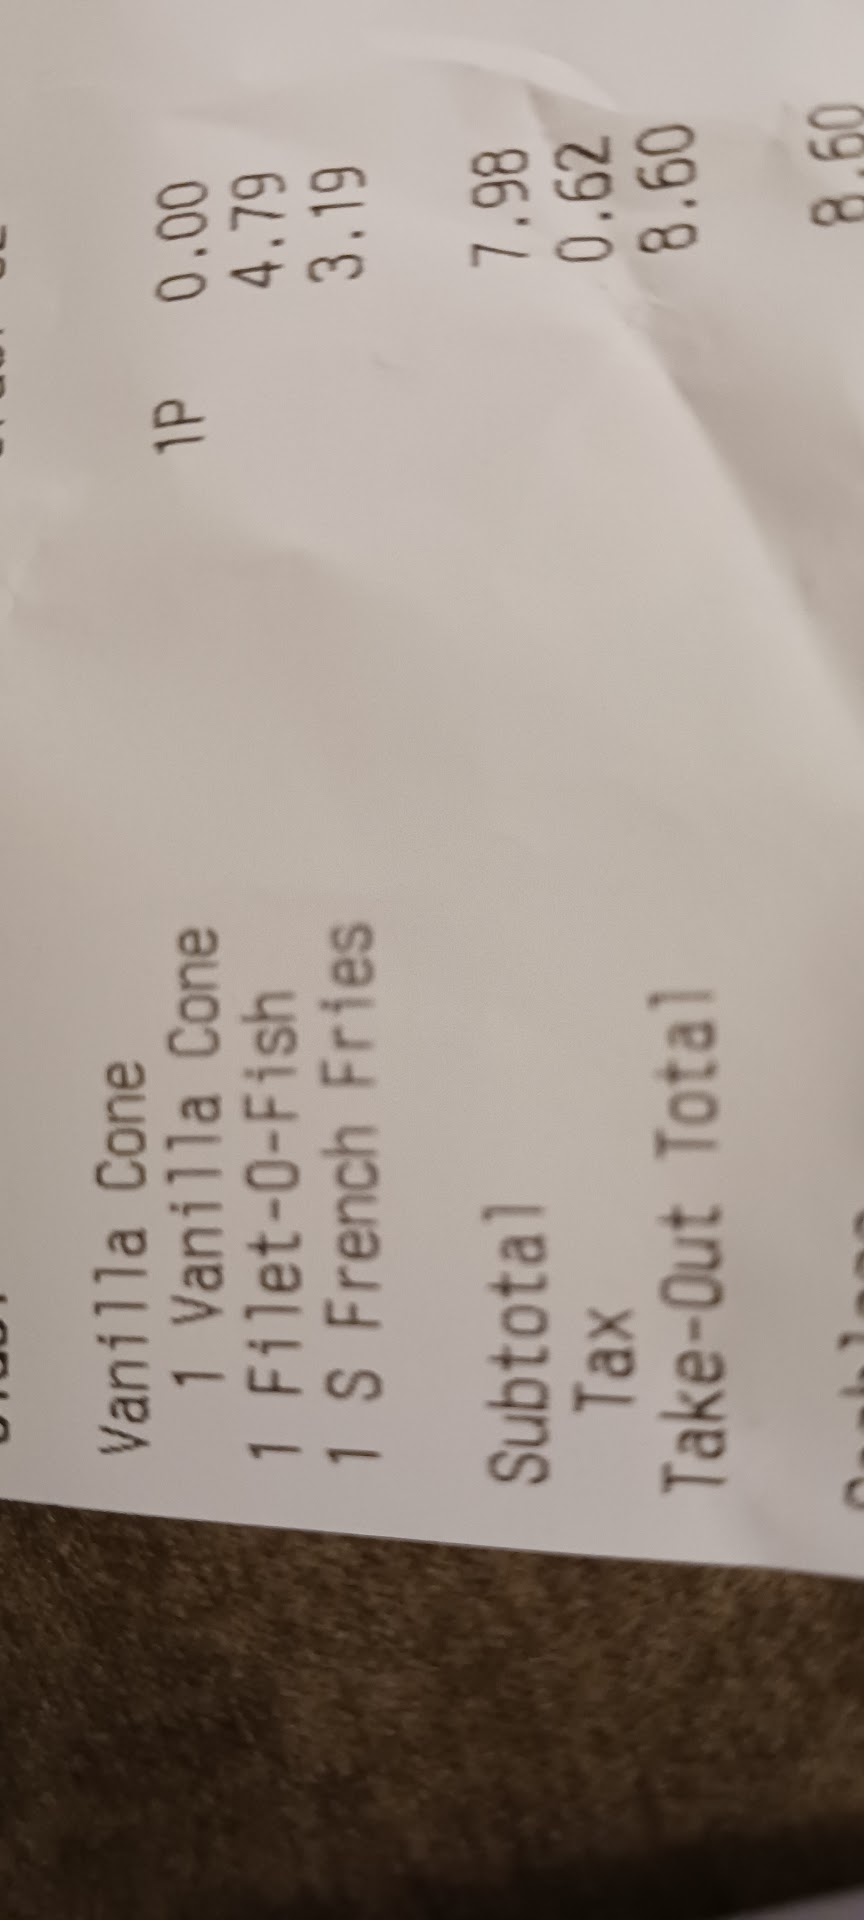 Vanilla Cone
1 Vanilla Cone 1P 0.00
1 Filet-O-Fish 4.79
1 S French Fries 3.19
Subtotal 7.98
Tax 0.62
Take-Out Total 8.60
8.60